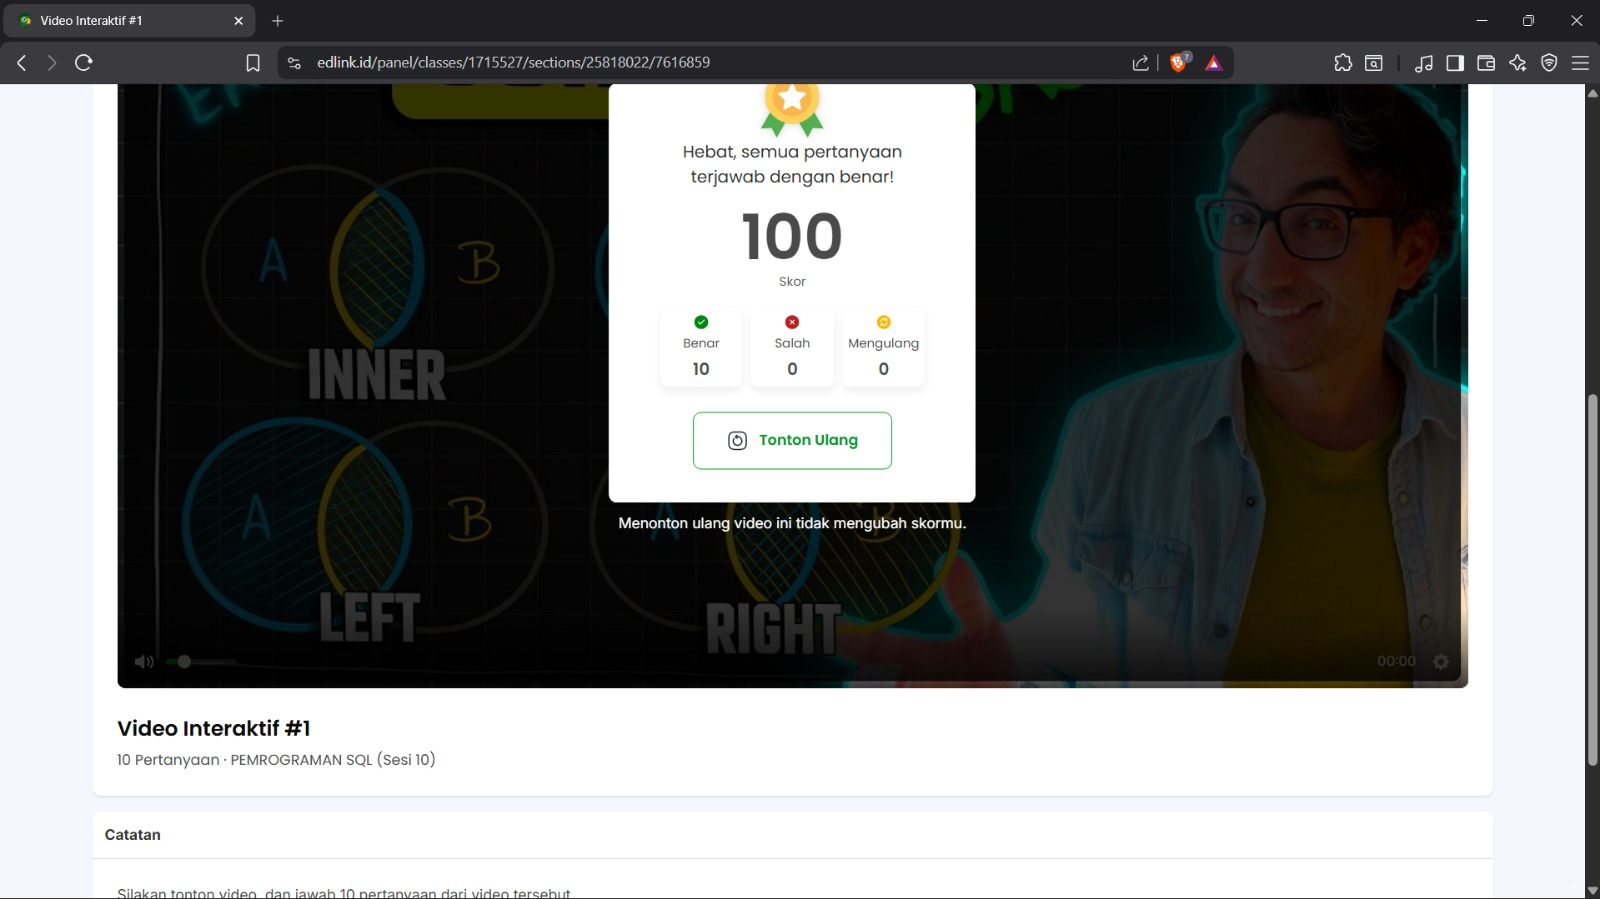 Video Interaktif #1
edlink.id/panel/classes/1715527/sections/25818022/7616859
7
Hebat, semua pertanyaan
terjawab dengan benar!
100
Skor
Benar
10
Salah
0
Mengulang
0
Tonton Ulang
Menonton ulang video ini tidak mengubah skormu.
A
B
INNER
A
B
LEFT
A
B
RIGHT
00:00
Video Interaktif #1
10 Pertanyaan · PEMROGRAMAN SQL (Sesi 10)
Catatan
Silakan tonton video, dan jawab 10 pertanyaan dari video tersebut